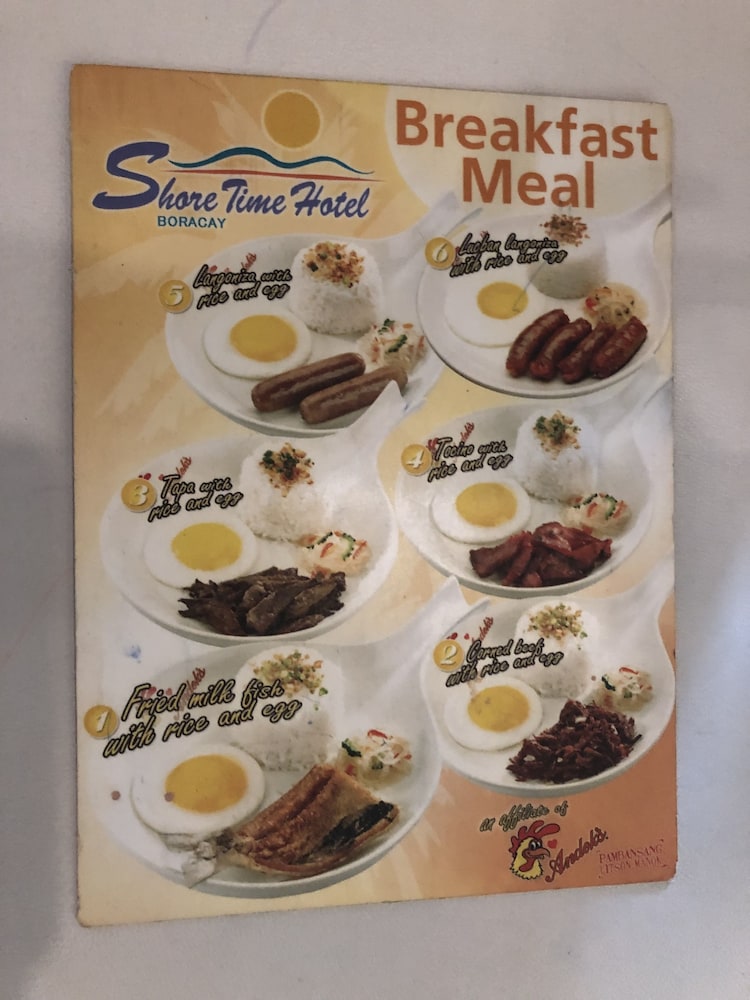 Shore Time Hotel
BORACAY
Breakfast
Meal
5
Langoniza with
rice and egg
6
Lucban langoniza
with rice and egg
3
Tapa with
rice and egg
4
Tocino with
rice and egg
1
Fried milk fish
with rice and egg
2
Corned beef
with rice and egg
an affiliate of
Andok's
PAMBANSANG
LITSON MANOK